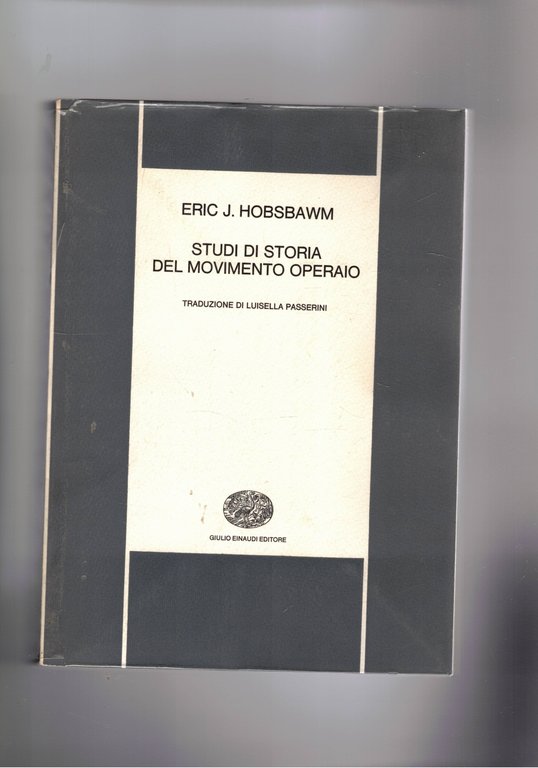 ERIC J. HOBSBAWM
STUDI DI STORIA
DEL MOVIMENTO OPERAIO
TRADUZIONE DI LUISELLA PASSERINI
GIULIO EINAUDI EDITORE